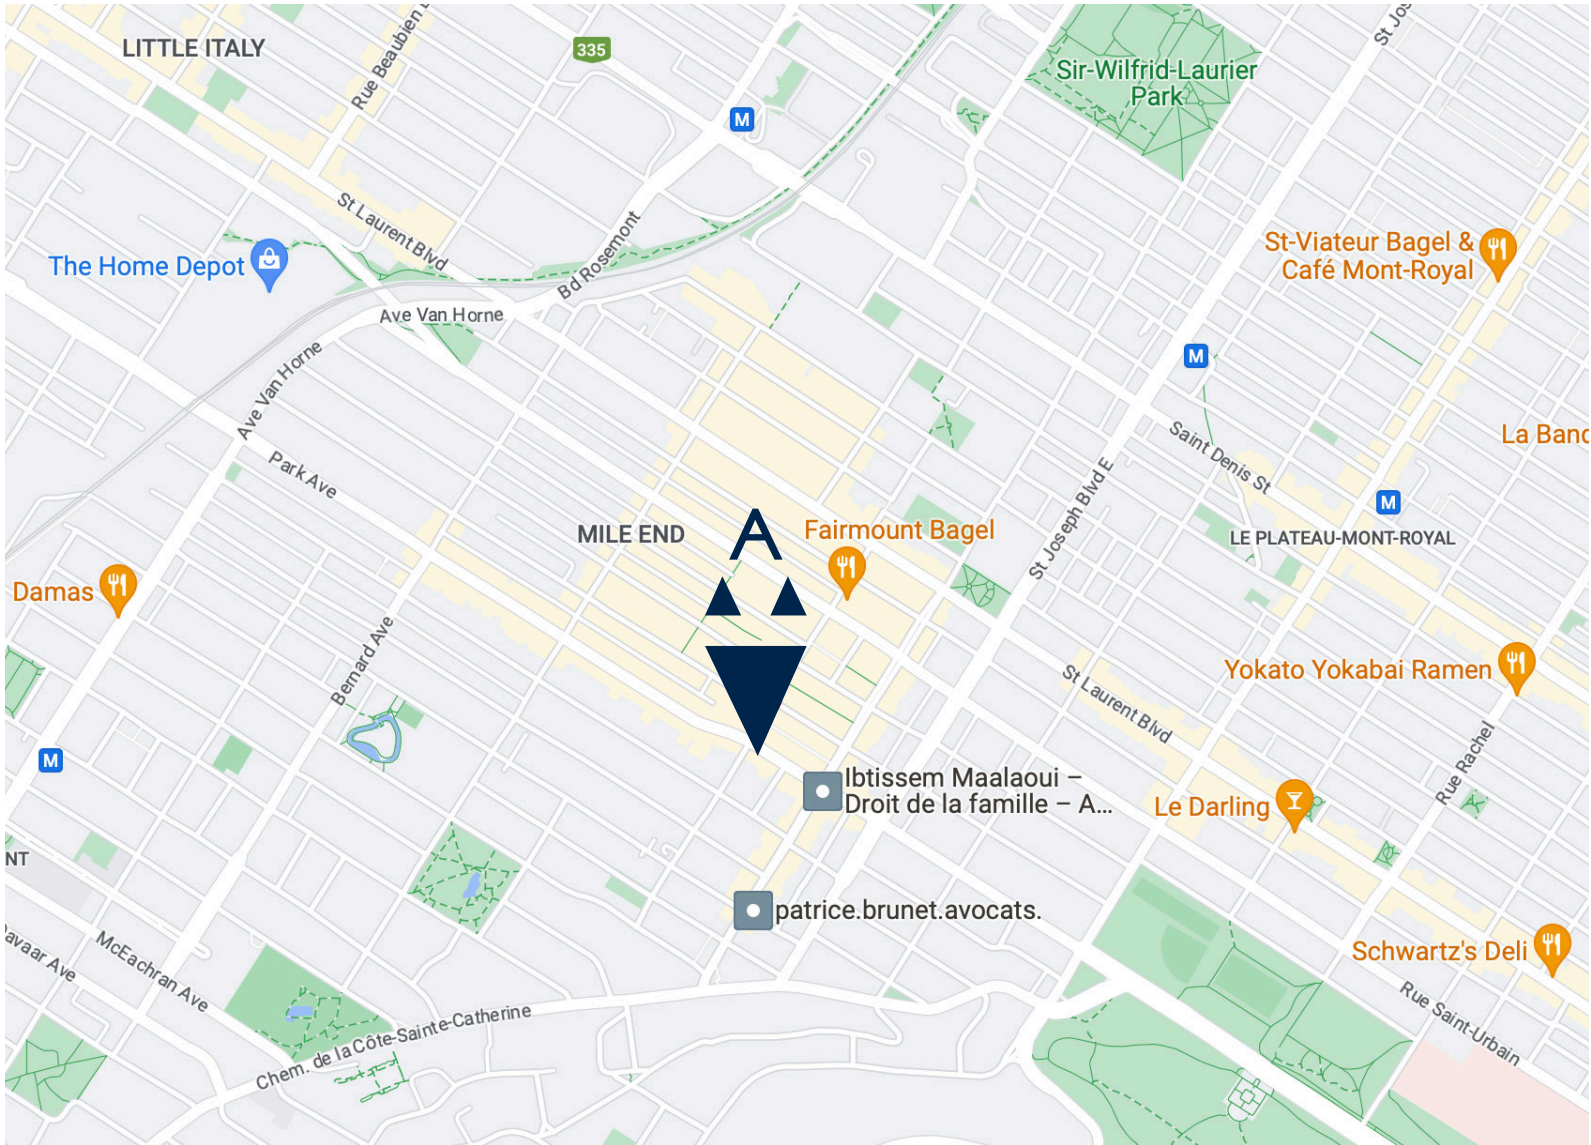 LITTLE ITALY
Rue Beaubien
335
St Jos
Sir-Wilfrid-Laurier
Park
M
St Laurent Blvd
The Home Depot
Bd Rosemont
St-Viateur Bagel &
Café Mont-Royal
Ave Van Horne
Ave Van Horne
M
Park Ave
Saint Denis St
La Banq
St Joseph Blvd E
M
MILE END
A
Fairmount Bagel
LE PLATEAU-MONT-ROYAL
Damas
Bernard Ave
St Laurent Blvd
Yokato Yokabai Ramen
M
Rue Rachel
Ibtissem Maalaoui –
Droit de la famille – A...
Le Darling
NT
patrice.brunet.avocats.
Schwartz's Deli
avaar Ave
McEachran Ave
Rue Saint-Urbain
Chem. de la Côte-Sainte-Catherine